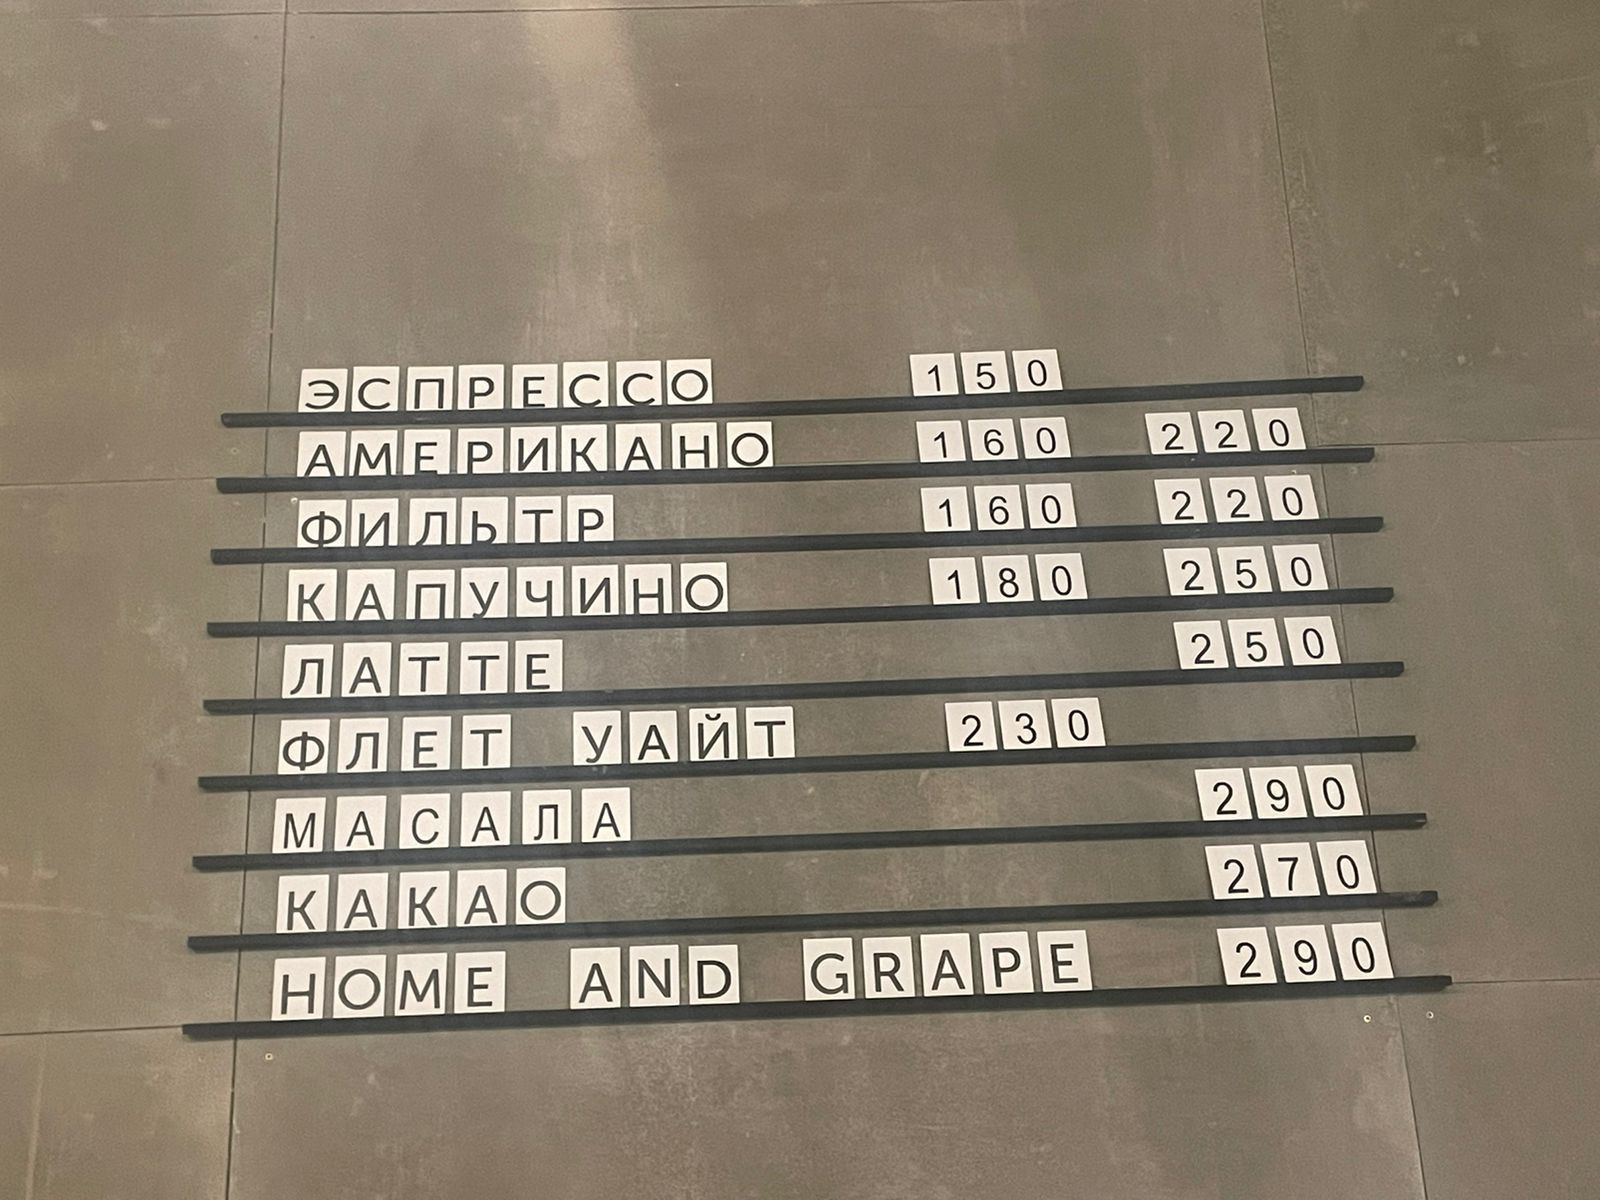 ЭСПРЕССО 150
АМЕРИКАНО 160 220
ФИЛЬТР 160 220
КАПУЧИНО 180 250
ЛАТТЕ 250
ФЛЕТ УАЙТ 230
МАСАЛА 290
КАКАО 270
HOME AND GRAPE 290